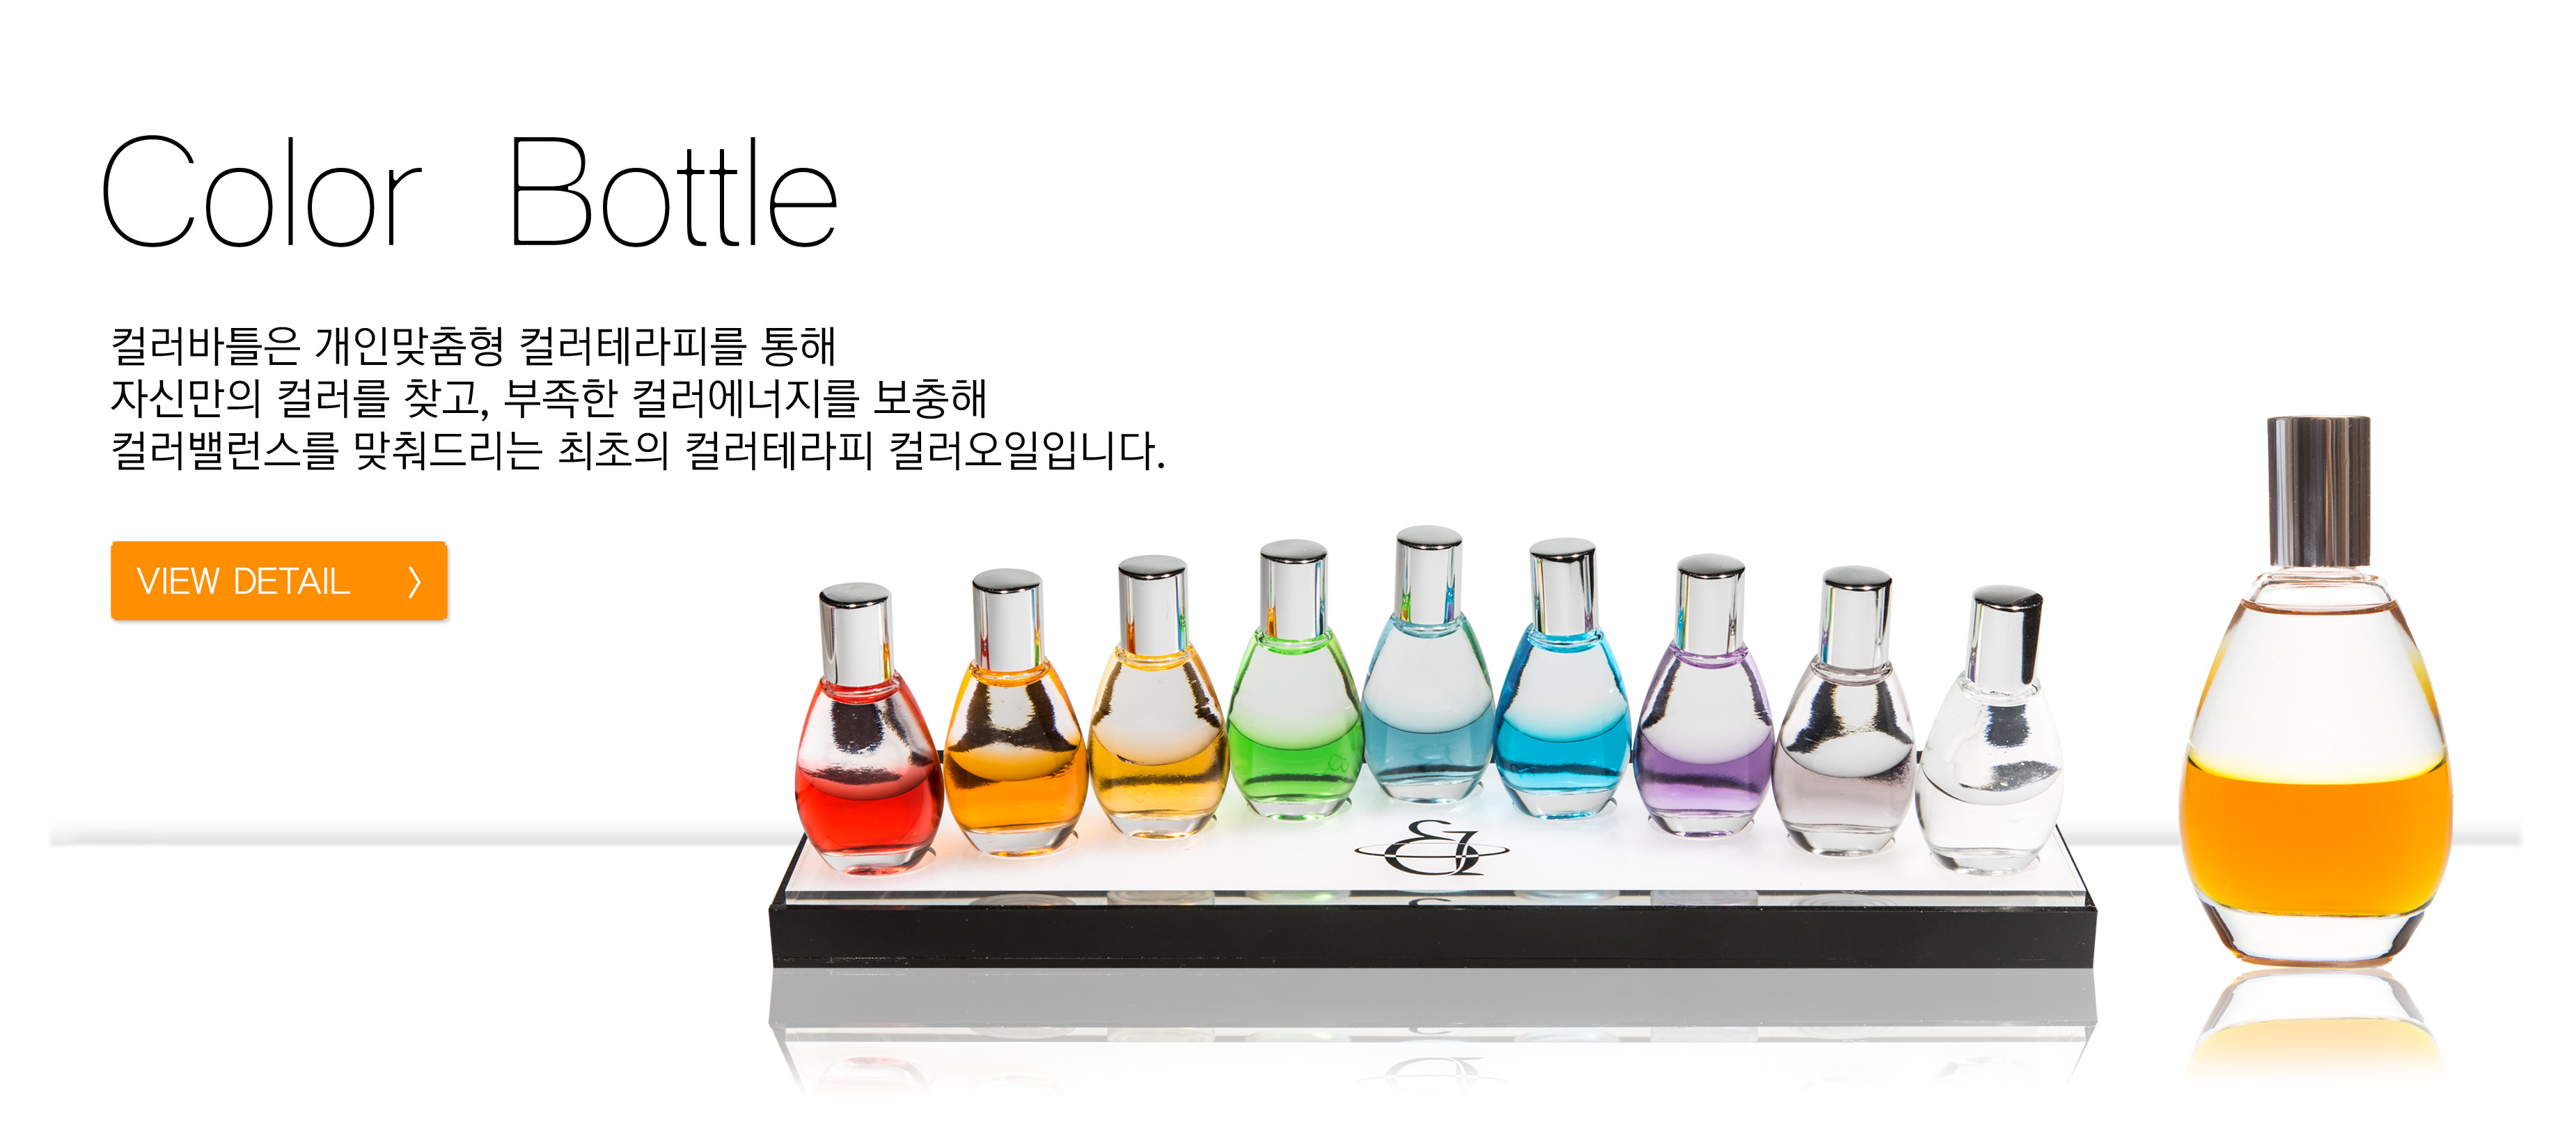 Color Bottle
컬러바틀은 개인맞춤형 컬러테라피를 통해
자신만의 컬러를 찾고, 부족한 컬러에너지를 보충해
컬러밸런스를 맞춰드리는 최초의 컬러테라피 컬러오일입니다.
VIEW DETAIL